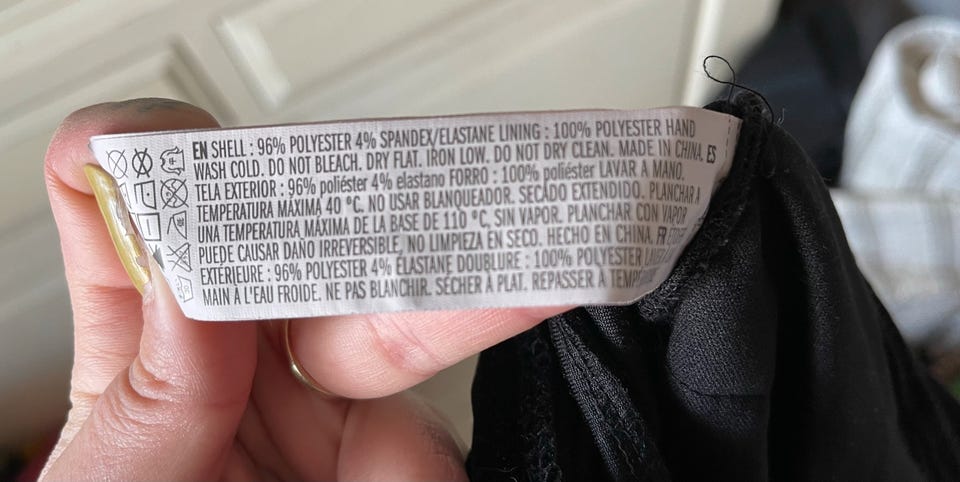 EN SHELL : 96% POLYESTER 4% SPANDEX/ELASTANE LINING : 100% POLYESTER HAND
WASH COLD. DO NOT BLEACH. DRY FLAT. IRON LOW. DO NOT DRY CLEAN. MADE IN CHINA. ES
TELA EXTERIOR : 96% poliéster 4% elastano FORRO : 100% poliéster LAVAR A MANO.
TEMPERATURA MÁXIMA 40 ºC. NO USAR BLANQUEADOR. SECADO EXTENDIDO. PLANCHAR A
UNA TEMPERATURA MÁXIMA DE LA BASE DE 110 ºC, SIN VAPOR. PLANCHAR CON VAPOR
PUEDE CAUSAR DAÑO IRREVERSIBLE, NO LIMPIEZA EN SECO. HECHO EN CHINA. FR
EXTÉRIEURE : 96% POLYESTER 4% ÉLASTANE DOUBLURE : 100% POLYESTER
MAIN À L'EAU FROIDE. NE PAS BLANCHIR. SÉCHER À PLAT. REPASSER À